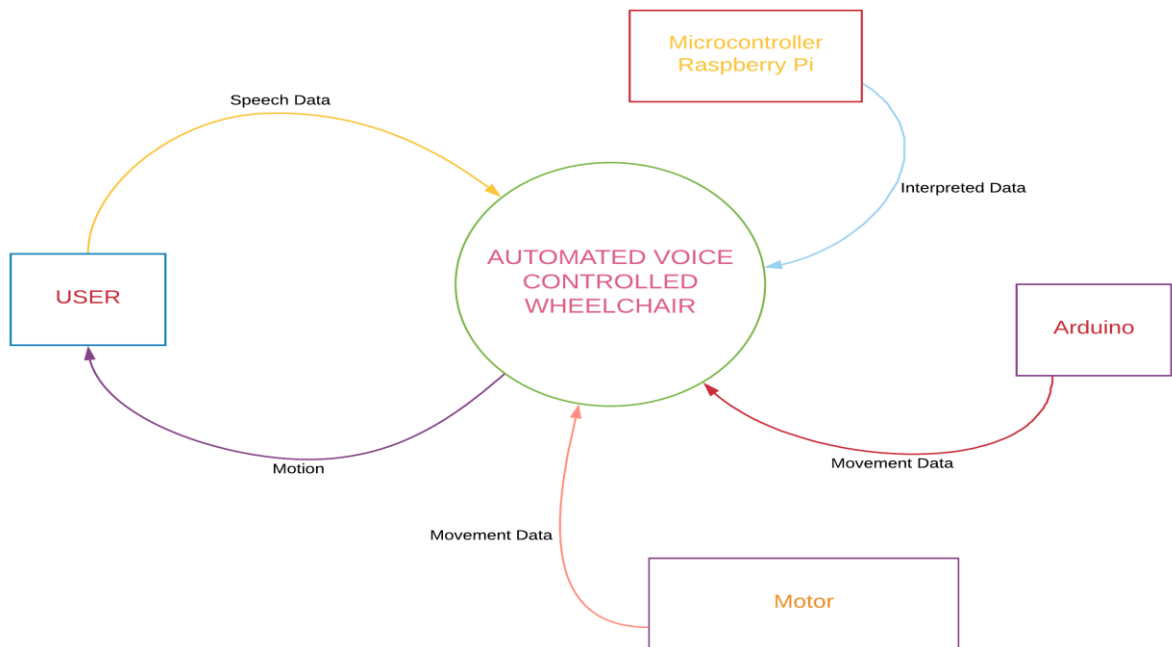 Microcontroller
Raspberry Pi
Speech Data
Interpreted Data
AUTOMATED VOICE
CONTROLLED
WHEELCHAIR
USER
Arduino
Motion
Movement Data
Movement Data
Motor